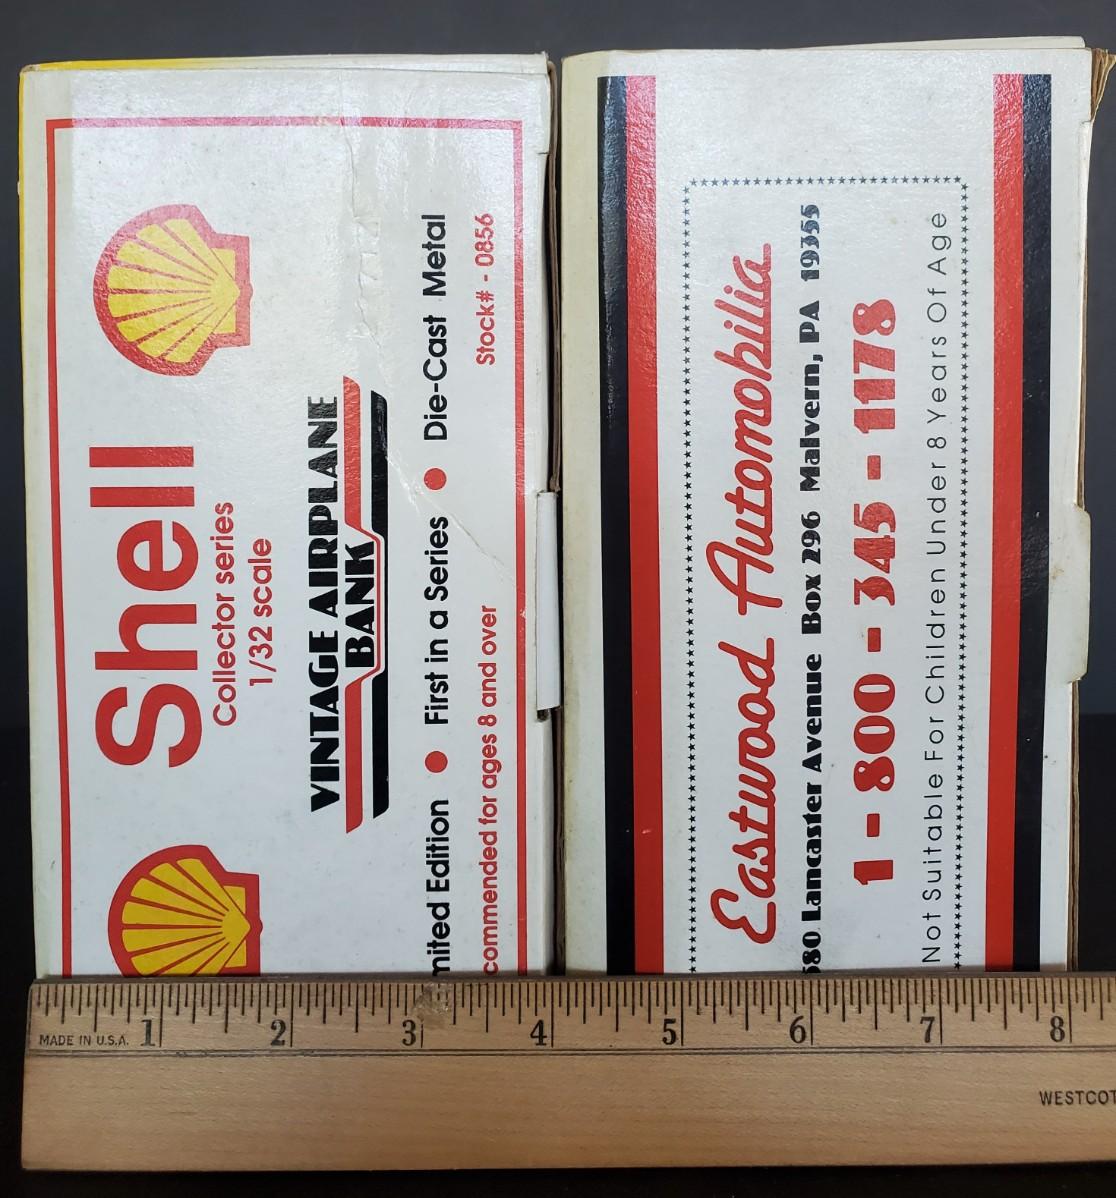 Shell
Collector series
1/32 scale
VINTAGE AIRPLANE
BANK
mited Edition ● First in a Series ● Die-Cast Metal
commended for ages 8 and over Stock# - 0856
Eastwood Automobilia
580 Lancaster Avenue Box 296 Malvern, PA 19355
1 - 800 - 345 - 1178
Not Suitable For Children Under 8 Years Of Age
1 2 3 4 5 6 7 8
MADE IN U.S.A.
WESTCOT